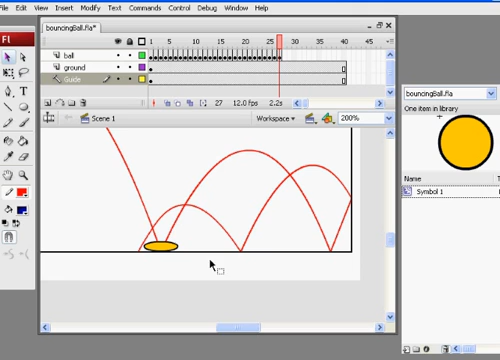 File Edit View Insert Modify Text Commands Control Debug Window Help
Fl
bouncingBall.fla*
1 5 10 15 20 25 30 35 40 45
ball
ground
Guide
27 12.0 fps 2.2s
Scene 1 Workspace 200%
bouncingBall.fla
One item in library
Name
Symbol 1